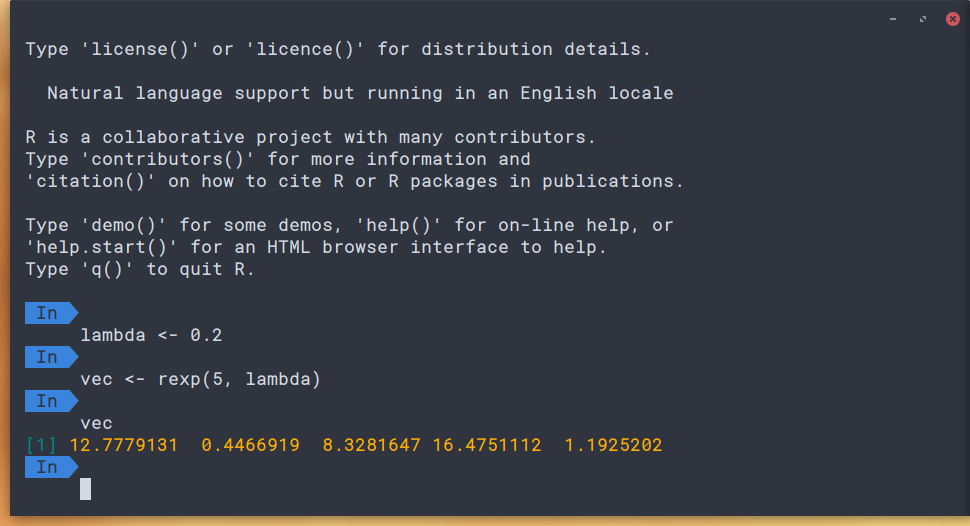 Type 'license()' or 'licence()' for distribution details.
Natural language support but running in an English locale
R is a collaborative project with many contributors.
Type 'contributors()' for more information and
'citation()' on how to cite R or R packages in publications.
Type 'demo()' for some demos, 'help()' for on-line help, or
'help.start()' for an HTML browser interface to help.
Type 'q()' to quit R.
In
lambda <- 0.2
In
vec <- rexp(5, lambda)
In
vec
[1] 12.7779131  0.4466919  8.3281647 16.4751112  1.1925202
In